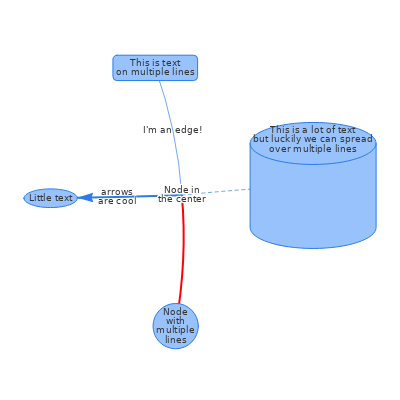 This is text
on multiple lines
I'm an edge!
This is a lot of text
but luckily we can spread
over multiple lines
Little text
arrows
are cool
Node in
the center
Node
with
multiple
lines